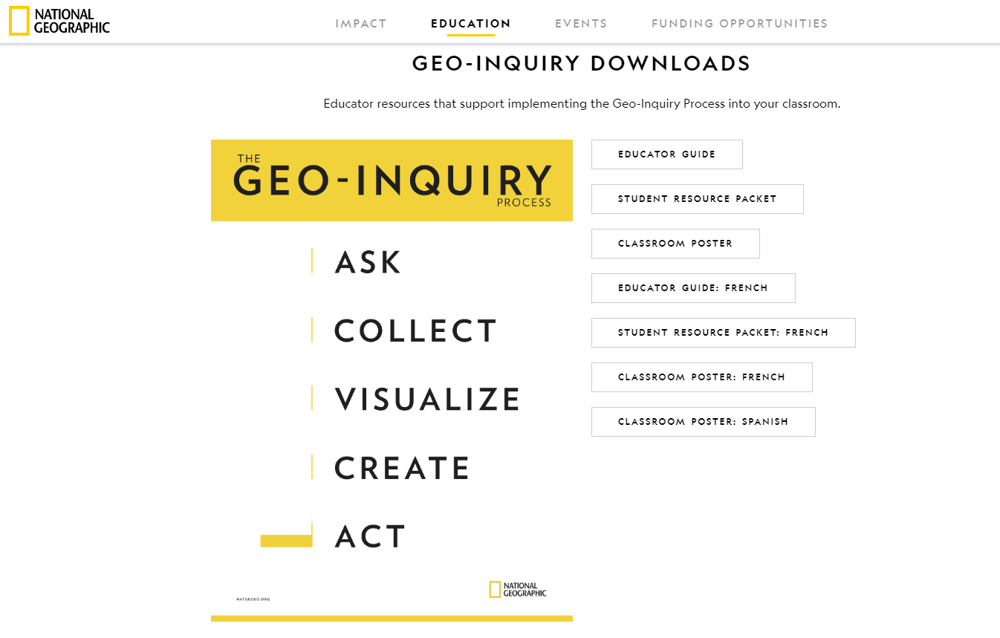 NATIONAL
GEOGRAPHIC
IMPACT
EDUCATION
EVENTS
FUNDING OPPORTUNITIES
GEO-INQUIRY DOWNLOADS
Educator resources that support implementing the Geo-Inquiry Process into your classroom.
THE
GEO-INQUIRY
PROCESS
ASK
COLLECT
VISUALIZE
CREATE
ACT
NATGEOED.ORG
NATIONAL
GEOGRAPHIC
EDUCATOR GUIDE
STUDENT RESOURCE PACKET
CLASSROOM POSTER
EDUCATOR GUIDE: FRENCH
STUDENT RESOURCE PACKET: FRENCH
CLASSROOM POSTER: FRENCH
CLASSROOM POSTER: SPANISH